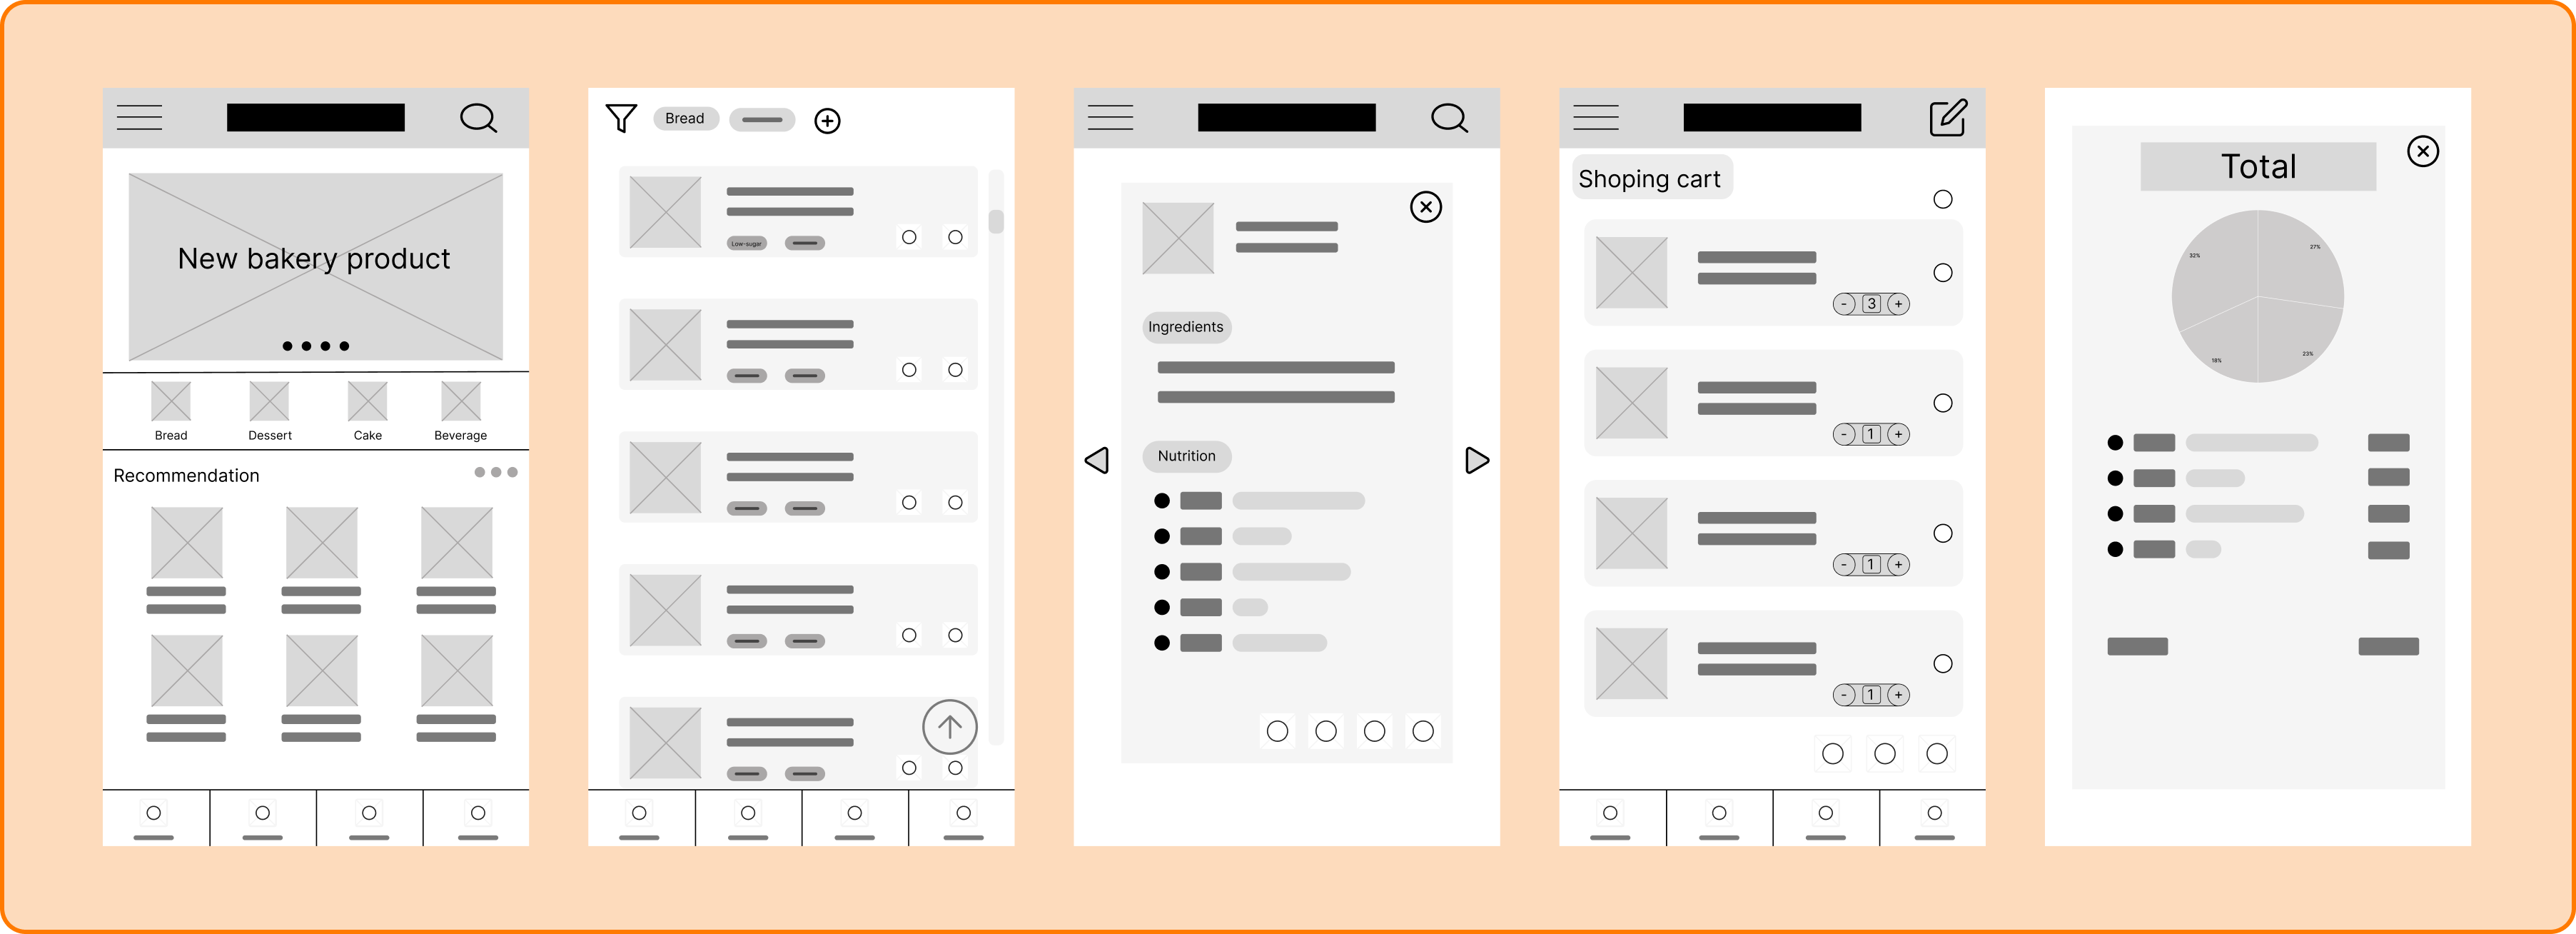 New bakery product
Bread
Dessert
Cake
Beverage
Recommendation
Bread
Low-sugar
Ingredients
Nutrition
Shoping cart
- 3 +
- 1 +
- 1 +
- 1 +
Total
27%
32%
23%
18%